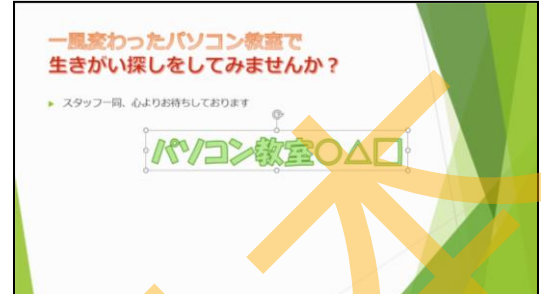 一風変わったパソコン教室で
生きがい探しをしてみませんか？
スタッフ一同、心よりお待ちしております
パソコン教室○△□